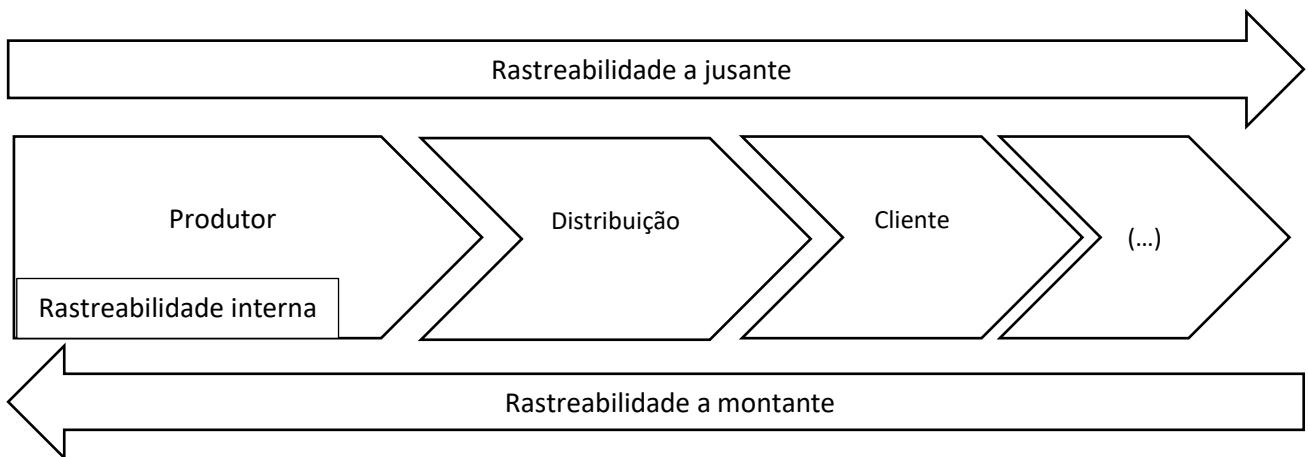 Rastreabilidade a jusante
Produtor
Distribuição
Cliente
(...)
Rastreabilidade interna
Rastreabilidade a montante